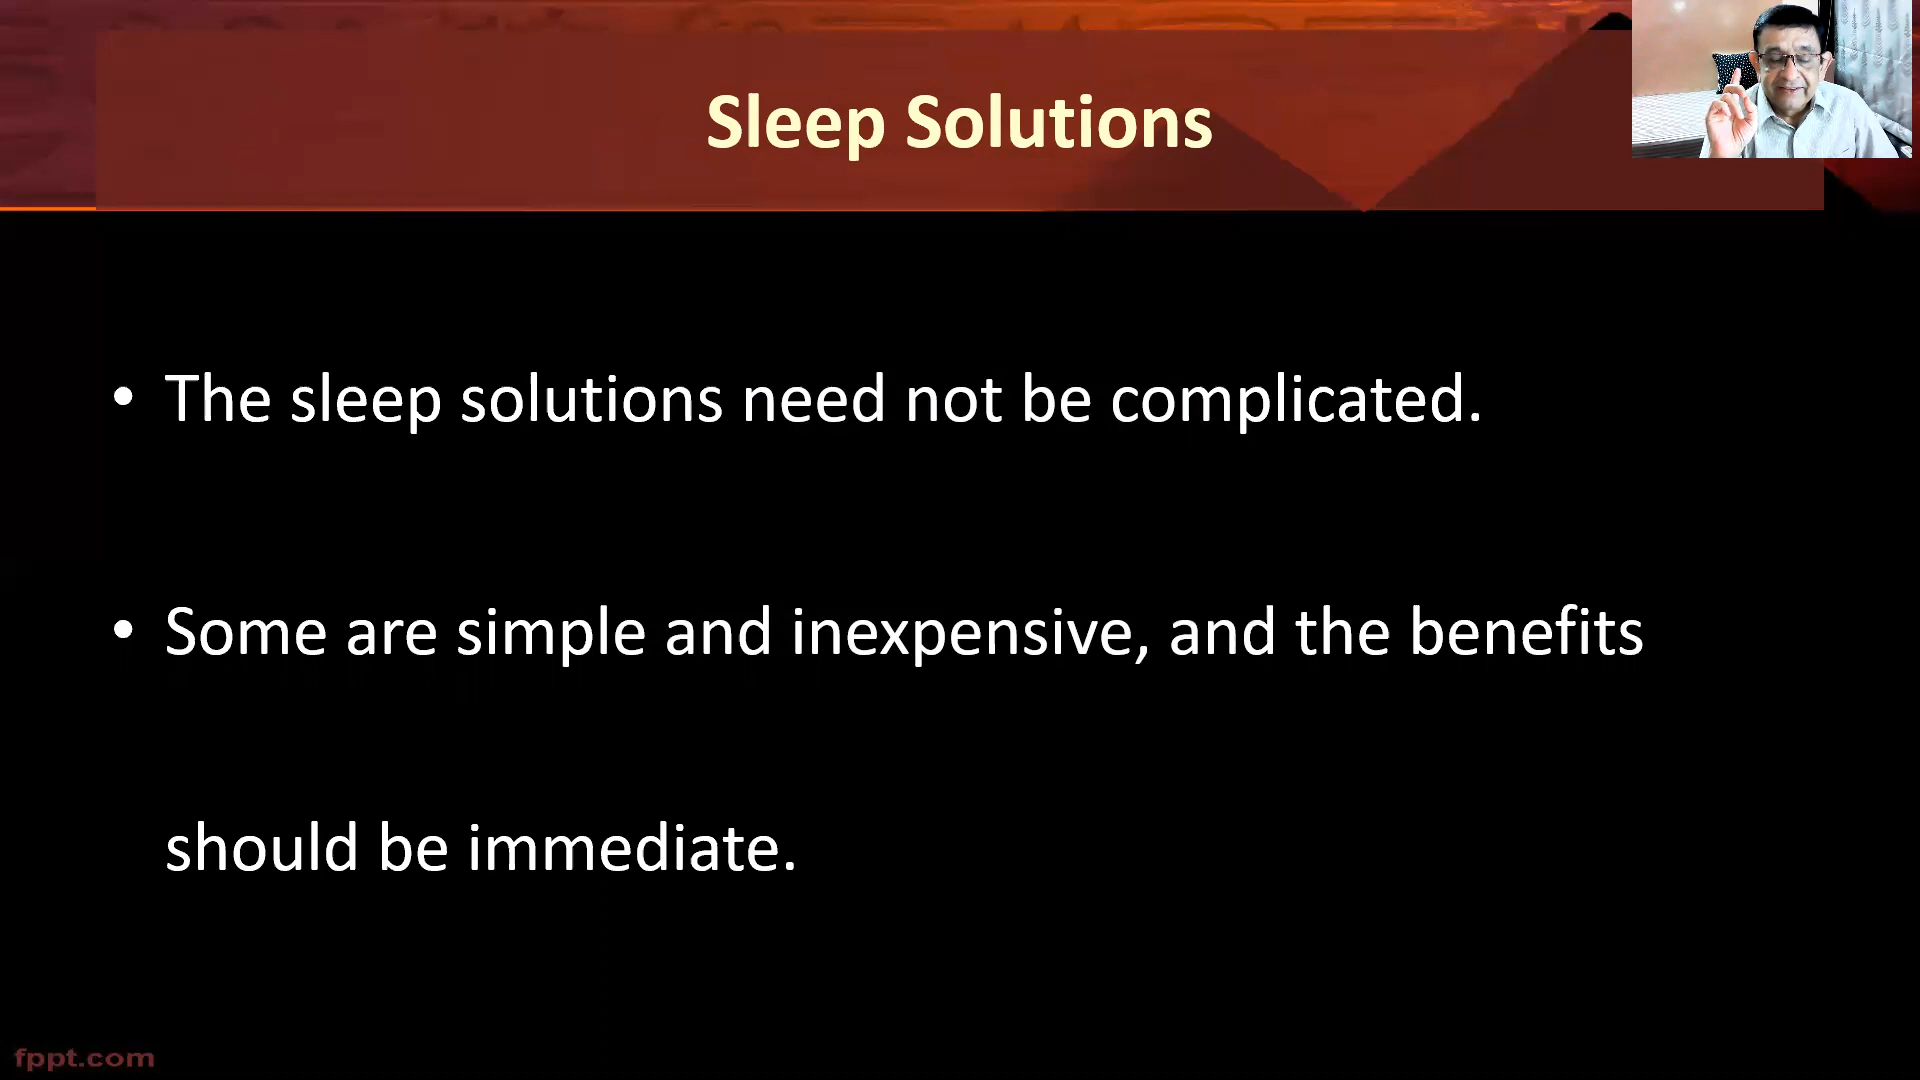 Sleep Solutions
• The sleep solutions need not be complicated.
• Some are simple and inexpensive, and the benefits
should be immediate.
fppt.com